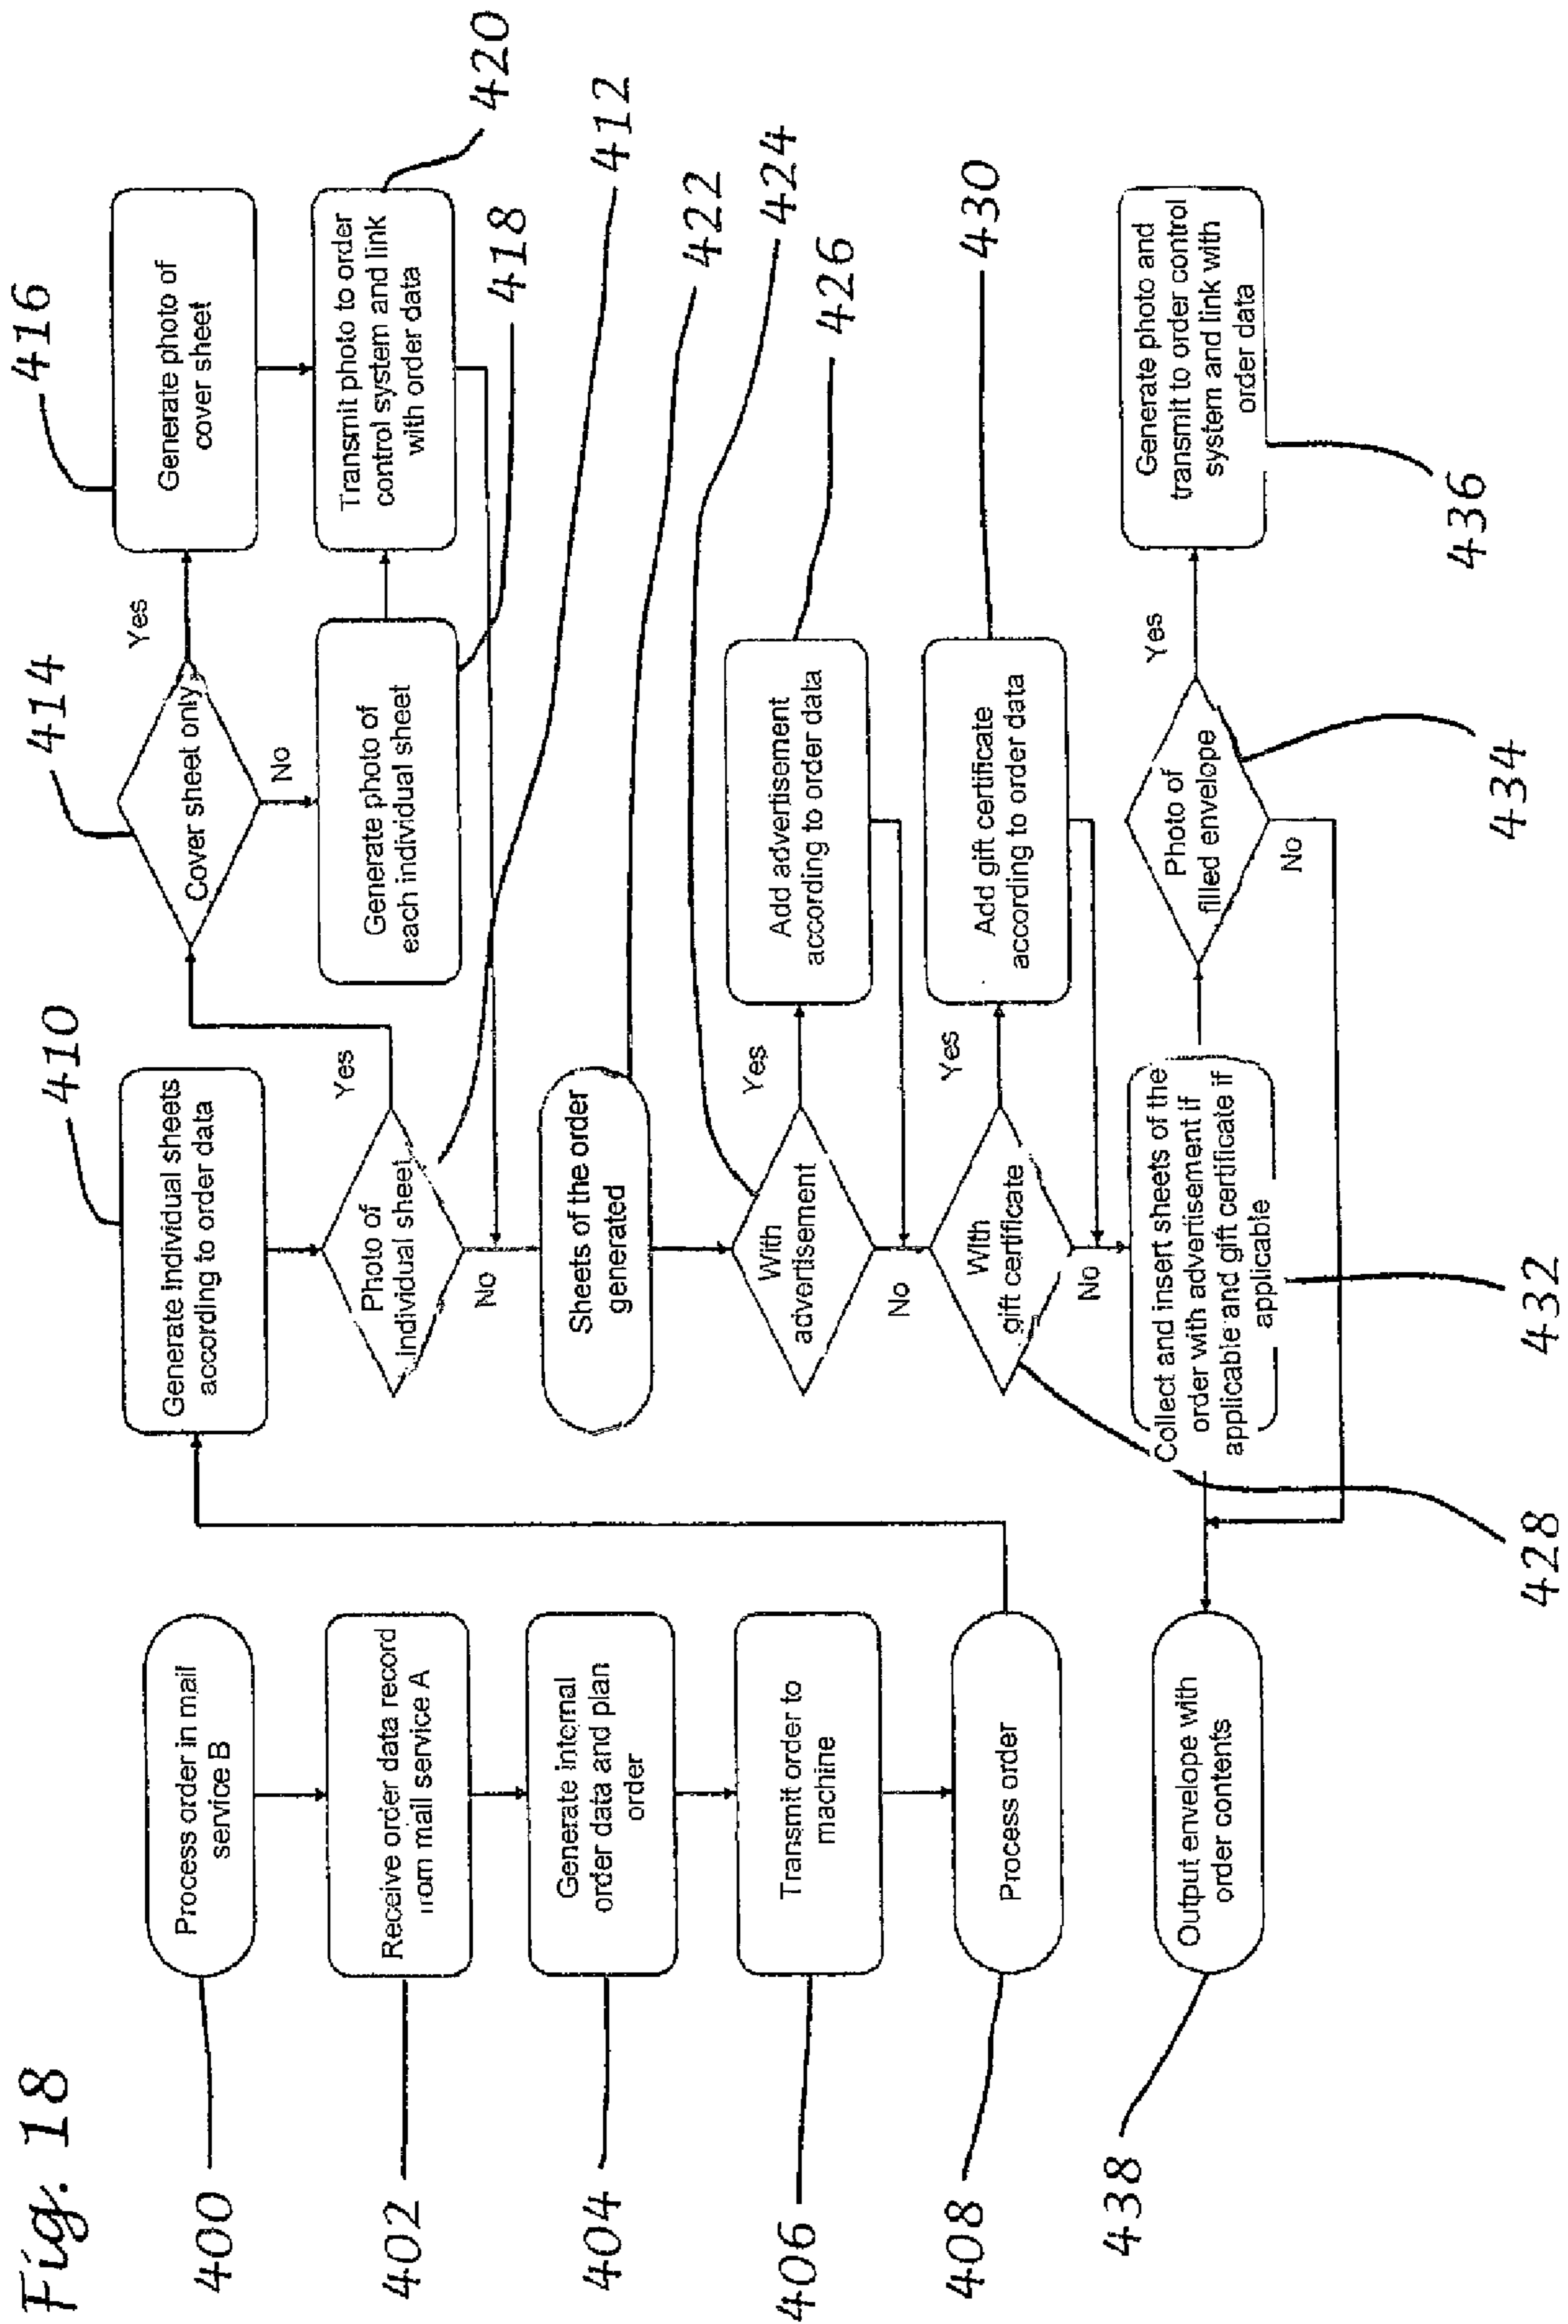 Fig. 18
400
Process order in mail
service B
402
Receive order data record
from mail service A
404
Generate internal
order data and plan
order
406
Transmit order to
machine
408
Process order
438
Output envelope with
order contents
410
Generate individual sheets
according to order data
Photo of
individual sheet
Yes
No
412
414
Cover sheet only
Yes
No
416
Generate photo of
cover sheet
Generate photo of
each individual sheet
418
Transmit photo to order
control system and link
with order data
420
Sheets of the order
generated
422
With
advertisement
Yes
No
424
Add advertisement
according to order data
426
With
gift certificate
Yes
No
428
Add gift certificate
according to order data
430
Collect and insert sheets of the
order with advertisement if
applicable and gift certificate if
applicable
432
Photo of
filled envelope
Yes
No
434
Generate photo and
transmit to order control
system and link with
order data
436